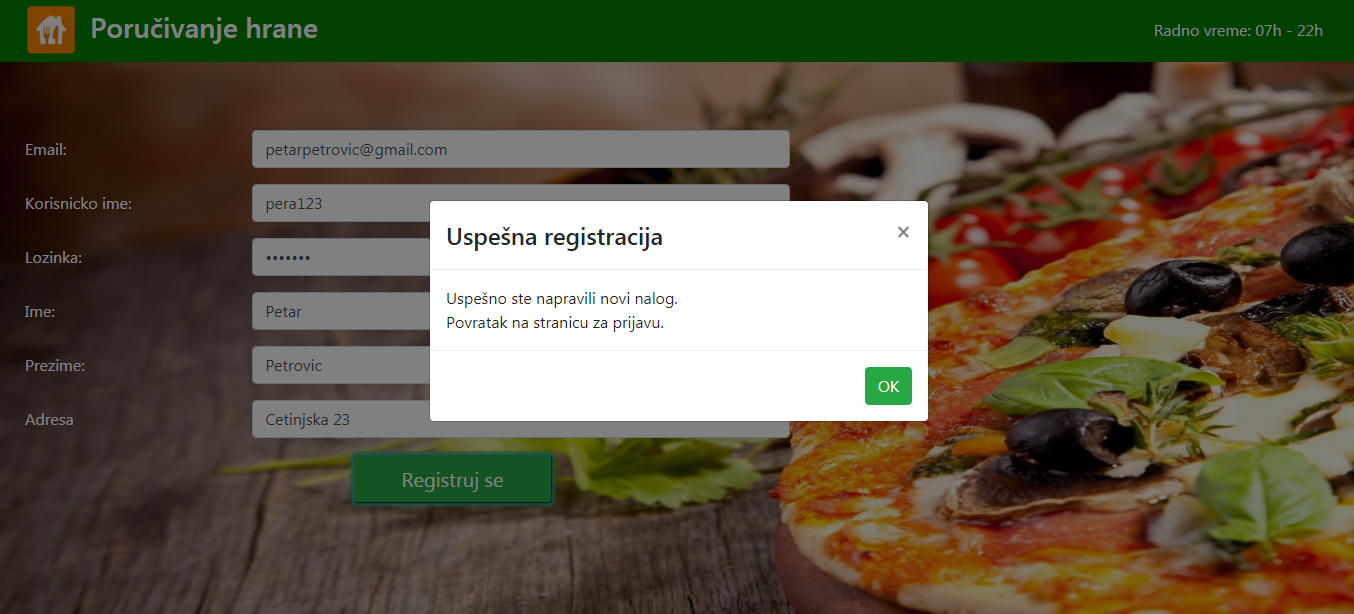 Poručivanje hrane
Radno vreme: 07h - 22h
Email:
petarpetrovic@gmail.com
Korisnicko ime:
pera123
Lozinka:
•••••••
Ime:
Petar
Prezime:
Petrovic
Adresa
Cetinjska 23
Registruj se
Uspešna registracija
×
Uspešno ste napravili novi nalog.
Povratak na stranicu za prijavu.
OK